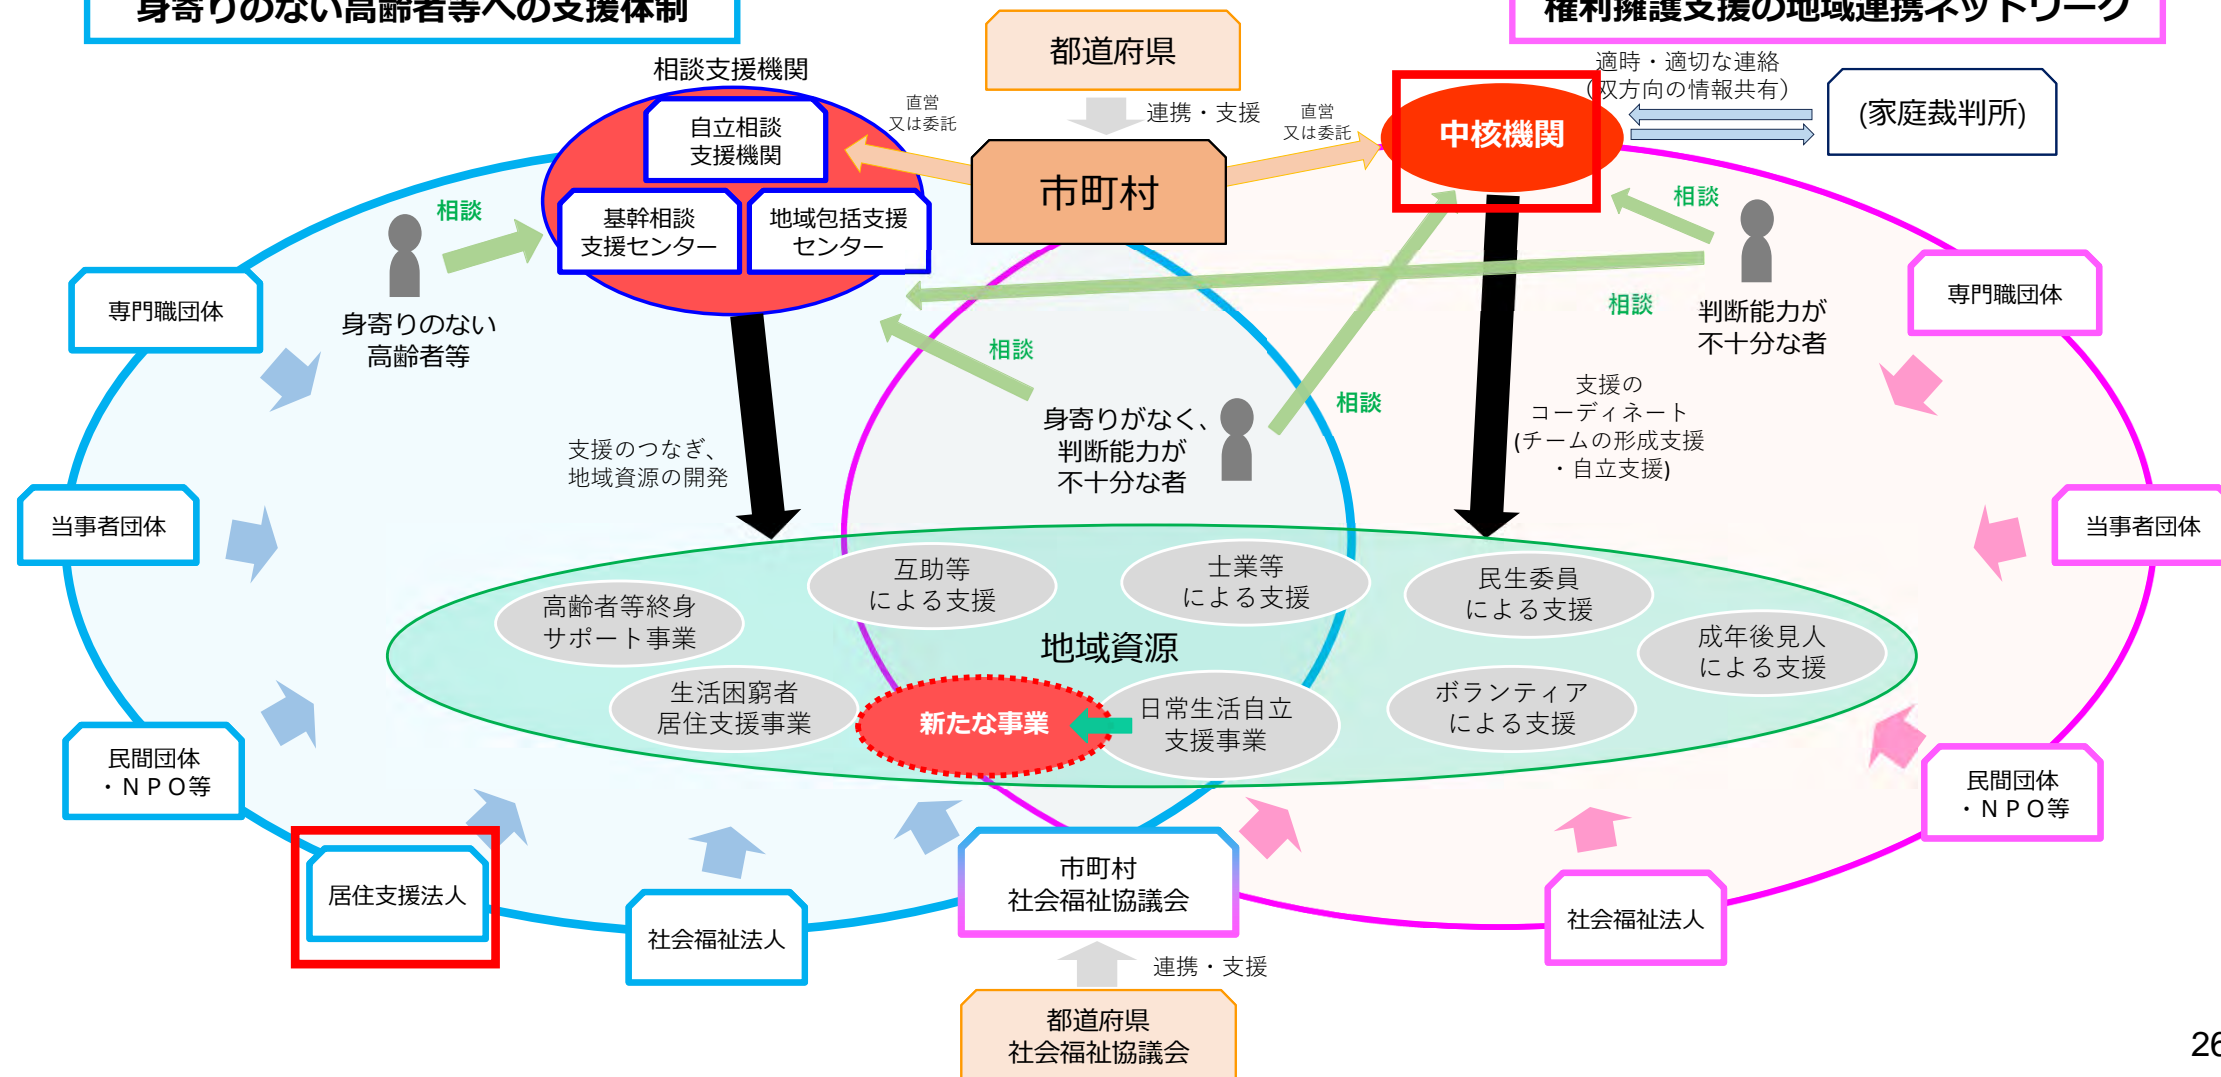 身寄りのない高齢者等への支援体制
権利擁護支援の地域連携ネットワーク
都道府県
連携・支援
市町村
直営
又は委託
直営
又は委託
相談支援機関
自立相談
支援機関
基幹相談
支援センター
地域包括支援
センター
中核機関
適時・適切な連絡
（双方向の情報共有）
(家庭裁判所)
相談
身寄りのない
高齢者等
相談
判断能力が
不十分な者
相談
相談
身寄りがなく、
判断能力が
不十分な者
相談
支援のつなぎ、
地域資源の開発
支援の
コーディネート
(チームの形成支援
・自立支援)
専門職団体
当事者団体
民間団体
・ＮＰＯ等
居住支援法人
社会福祉法人
専門職団体
当事者団体
民間団体
・ＮＰＯ等
社会福祉法人
互助等
による支援
士業等
による支援
民生委員
による支援
高齢者等終身
サポート事業
地域資源
成年後見人
による支援
生活困窮者
居住支援事業
新たな事業
日常生活自立
支援事業
ボランティア
による支援
市町村
社会福祉協議会
連携・支援
都道府県
社会福祉協議会
26